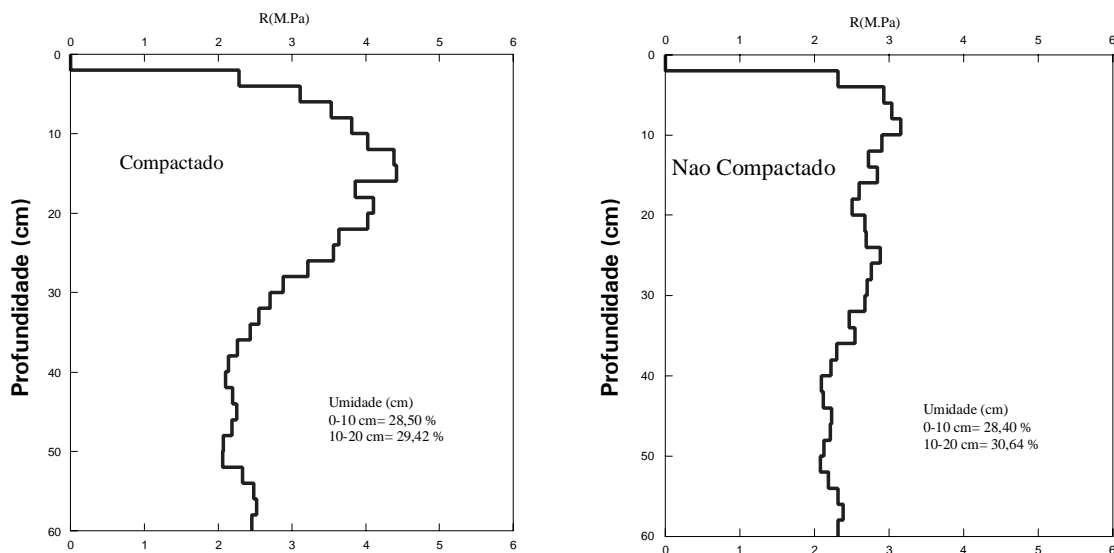 R(M.Pa)
0 1 2 3 4 5 6
0
10
20
30
40
50
60
Profundidade (cm)
Compactado
Umidade (cm)
0-10 cm= 28,50 %
10-20 cm= 29,42 %
0 1 2 3 4 5 6
R(M.Pa)
0 1 2 3 4 5 6
0
10
20
30
40
50
60
Profundidade (cm)
Nao Compactado
Umidade (cm)
0-10 cm= 28,40 %
10-20 cm= 30,64 %
0 1 2 3 4 5 6